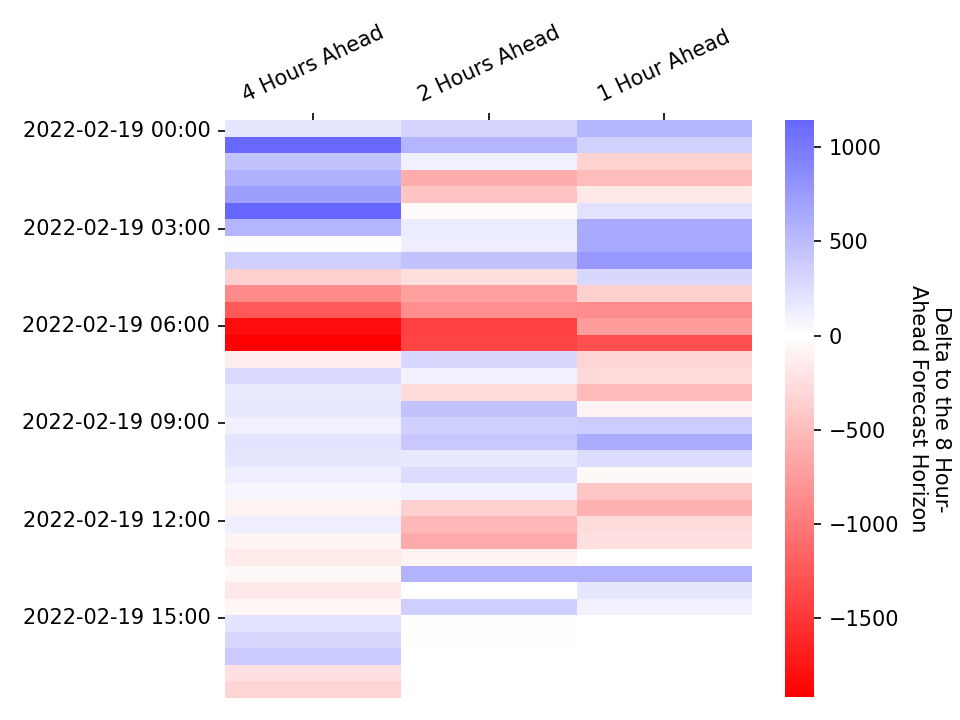 4 Hours Ahead
2 Hours Ahead
1 Hour Ahead
2022-02-19 00:00
2022-02-19 03:00
2022-02-19 06:00
2022-02-19 09:00
2022-02-19 12:00
2022-02-19 15:00
1000
500
0
−500
−1000
−1500
Delta to the 8 Hour-
Ahead Forecast Horizon